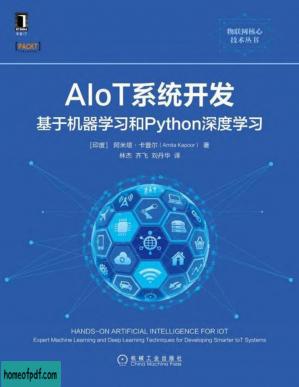 PACKT
物联网核心
技术丛书
AIoT系统开发
基于机器学习和Python深度学习
[印度] 阿米塔·卡普尔(Amita Kapoor) 著
林杰 齐飞 刘丹华 译
HANDS-ON ARTIFICIAL INTELLIGENCE FOR IOT
Expert Machine Learning and Deep Learning Techniques for Developing Smarter IoT Systems
机械工业出版社
China Machine Press
homeofpdf.com